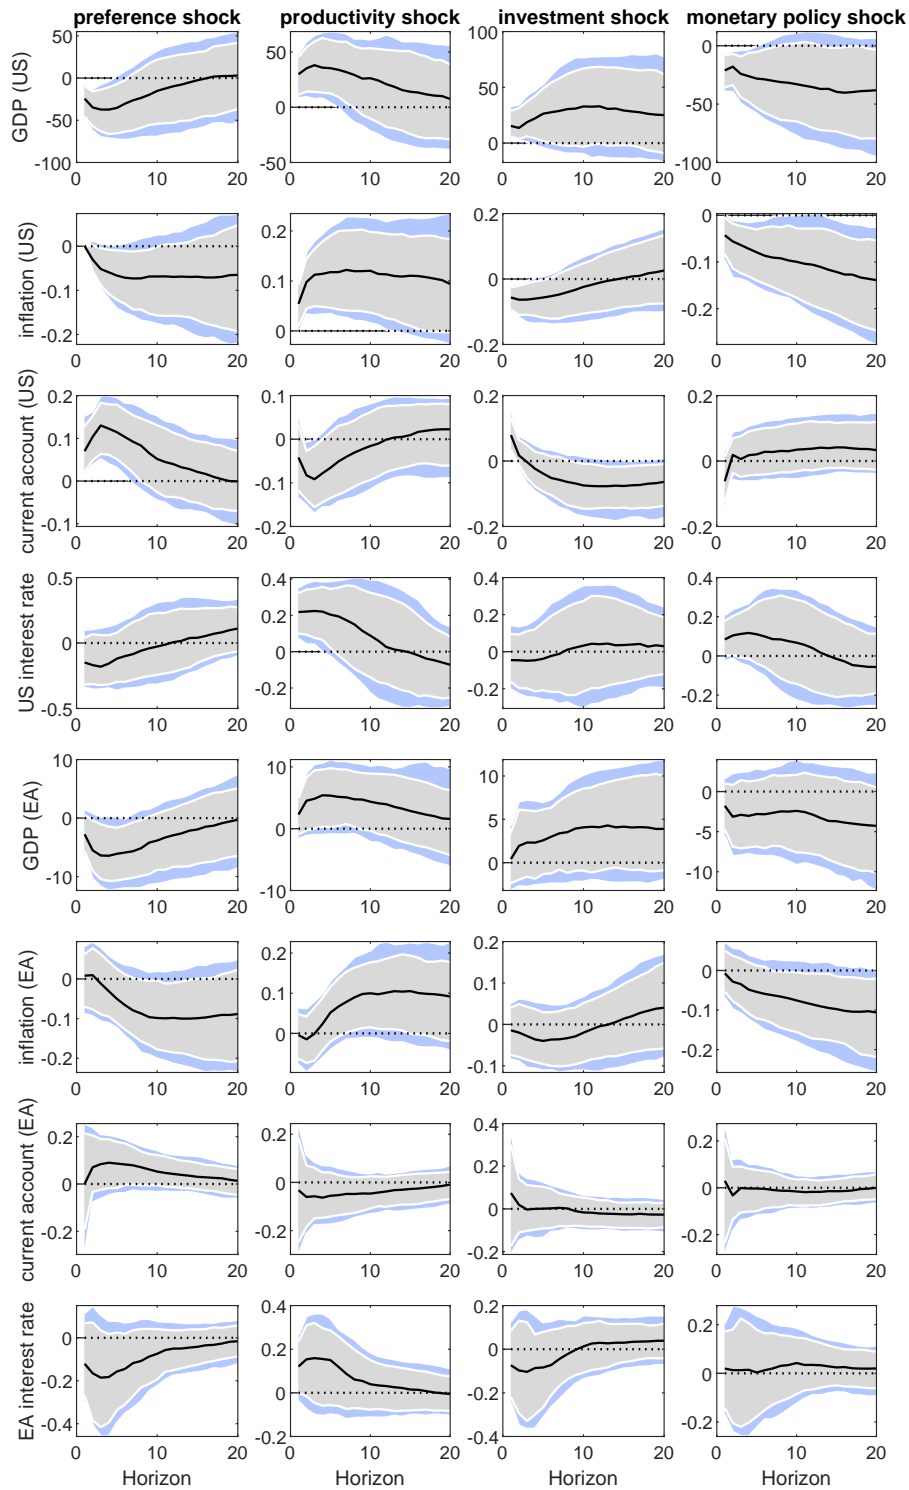 preference shock productivity shock investment shock monetary policy shock
GDP (US)
50
0
-50
-100
0 10 20
50
0
-50
0 10 20
100
50
0
0 10 20
0
-50
-100
0 10 20
inflation (US)
0
-0.1
-0.2
0 10 20
0.2
0.1
0
0 10 20
0.2
0
-0.2
0 10 20
0
-0.1
-0.2
0 10 20
current account (US)
0.2
0.1
0
-0.1
0 10 20
0.1
0
-0.1
-0.2
0 10 20
0.2
0
-0.2
0 10 20
0.2
0
-0.2
0 10 20
US interest rate
0.5
0
-0.5
0 10 20
0.4
0.2
0
-0.2
0 10 20
0.4
0.2
0
-0.2
0 10 20
0.4
0.2
0
-0.2
0 10 20
GDP (EA)
10
0
-10
0 10 20
10
0
-10
0 10 20
10
5
0
0 10 20
0
-5
-10
0 10 20
inflation (EA)
0
-0.1
-0.2
0 10 20
0.2
0.1
0
0 10 20
0.2
0.1
0
-0.1
0 10 20
0
-0.1
-0.2
0 10 20
current account (EA)
0.2
0
-0.2
0 10 20
0.2
0
-0.2
0 10 20
0.4
0.2
0
-0.2
0 10 20
0.2
0
-0.2
0 10 20
EA interest rate
0
-0.2
-0.4
0 10 20
0.4
0.2
0
-0.2
0 10 20
0.2
0
-0.2
-0.4
0 10 20
0.2
0
-0.2
0 10 20
Horizon Horizon Horizon Horizon